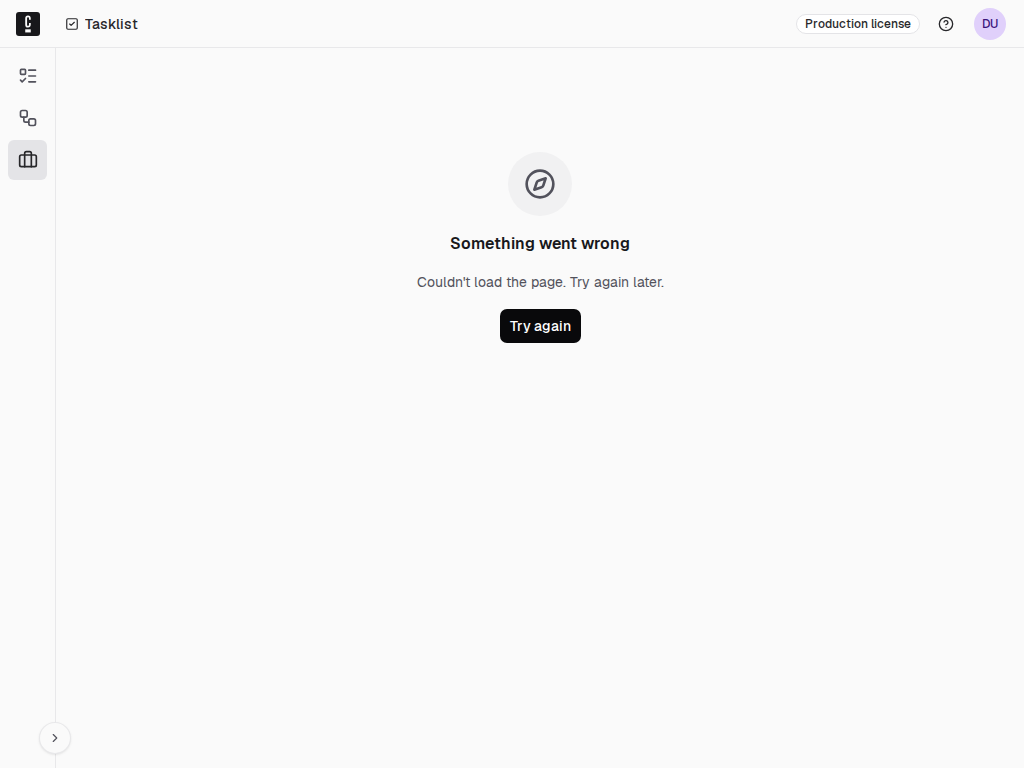 Tasklist
Production license
DU
Something went wrong
Couldn't load the page. Try again later.
Try again